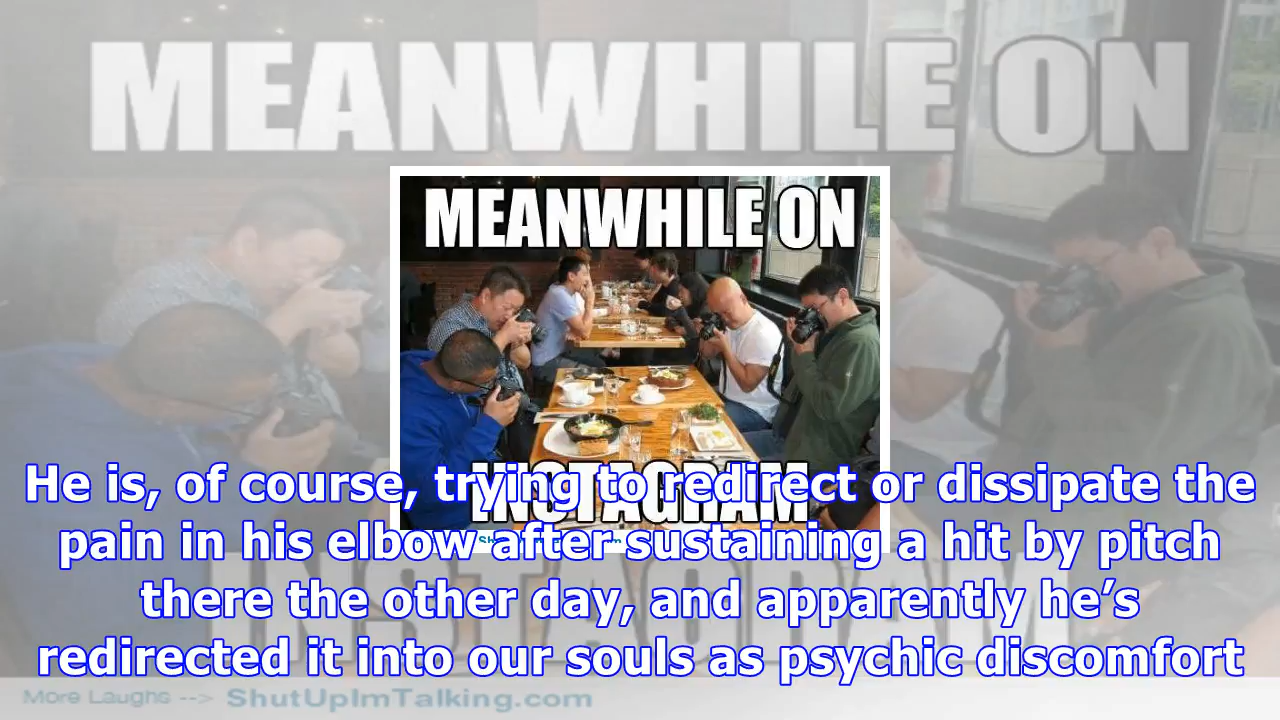 MEANWHILE ON
MEANWHILE ON
INSTAGRAM
He is, of course, trying to redirect or dissipate the
pain in his elbow after sustaining a hit by pitch
there the other day, and apparently he’s
redirected it into our souls as psychic discomfort
INSTAGRAM
More Laughs --> ShutUpImTalking.com